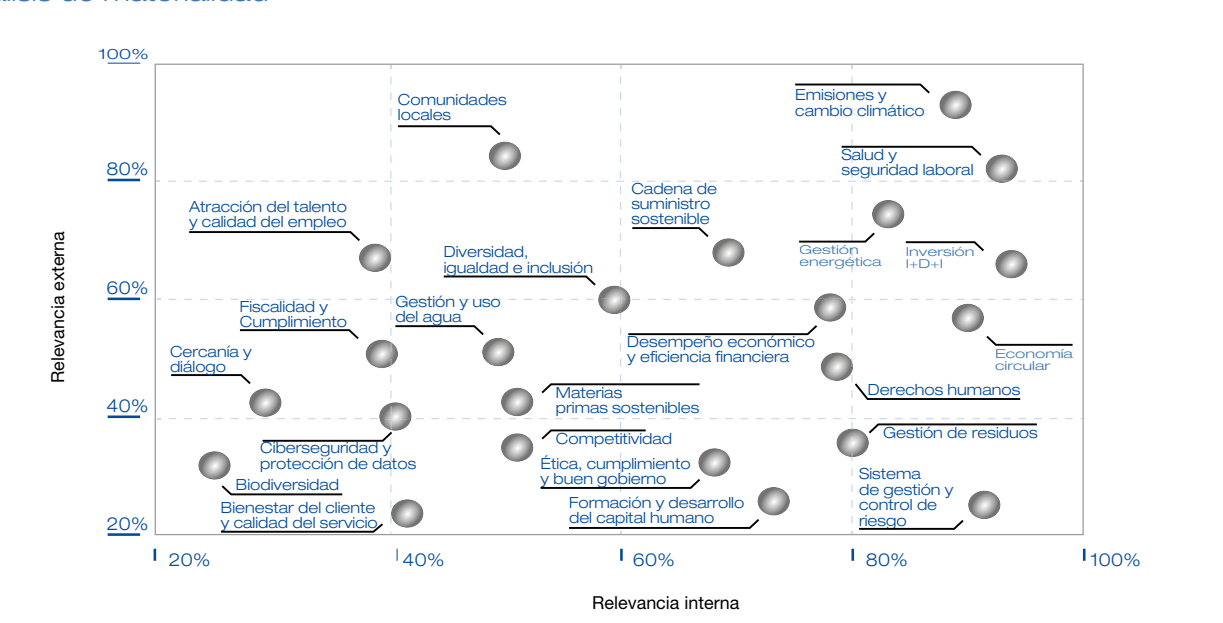 100%
Comunidades
locales
Emisiones y
cambio climático
Salud y
seguridad laboral
80%
Cadena de
suministro
sostenible
Atracción del talento
y calidad del empleo
Diversidad,
igualdad e inclusión
Gestión
energética
Inversión
I+D+I
Relevancia externa
60%
Fiscalidad y
Cumplimiento
Gestión y uso
del agua
Desempeño económico
y eficiencia financiera
Economía
circular
Cercanía y
diálogo
Materias
primas sostenibles
Derechos humanos
40%
Ciberseguridad y
protección de datos
Competitividad
Gestión de residuos
Ética, cumplimiento
y buen gobierno
Sistema
de gestión y
control de
riesgo
Biodiversidad
Bienestar del cliente
y calidad del servicio
Formación y desarrollo
del capital humano
20%
20%
40%
60%
80%
100%
Relevancia interna